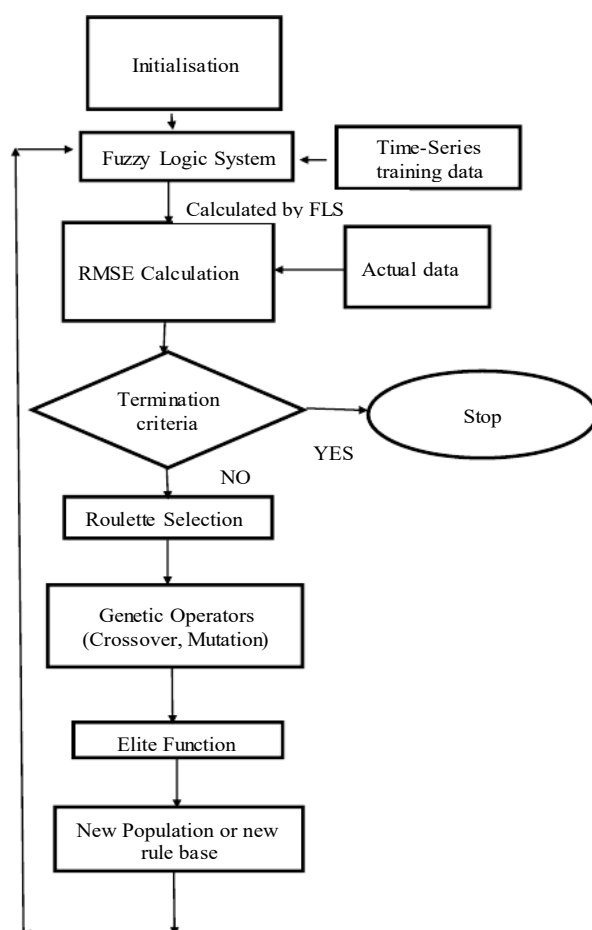 Initialisation
Fuzzy Logic System
Time-Series
training data
Calculated by FLS
RMSE Calculation
Actual data
Termination
criteria
Stop
YES
NO
Roulette Selection
Genetic Operators
(Crossover, Mutation)
Elite Function
New Population or new
rule base